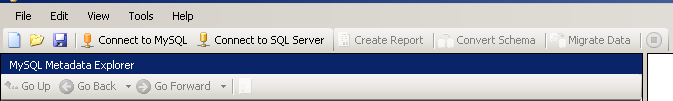 File Edit View Tools Help
Connect to MySQL Connect to SQL Server Create Report Convert Schema Migrate Data
MySQL Metadata Explorer
Go Up Go Back Go Forward